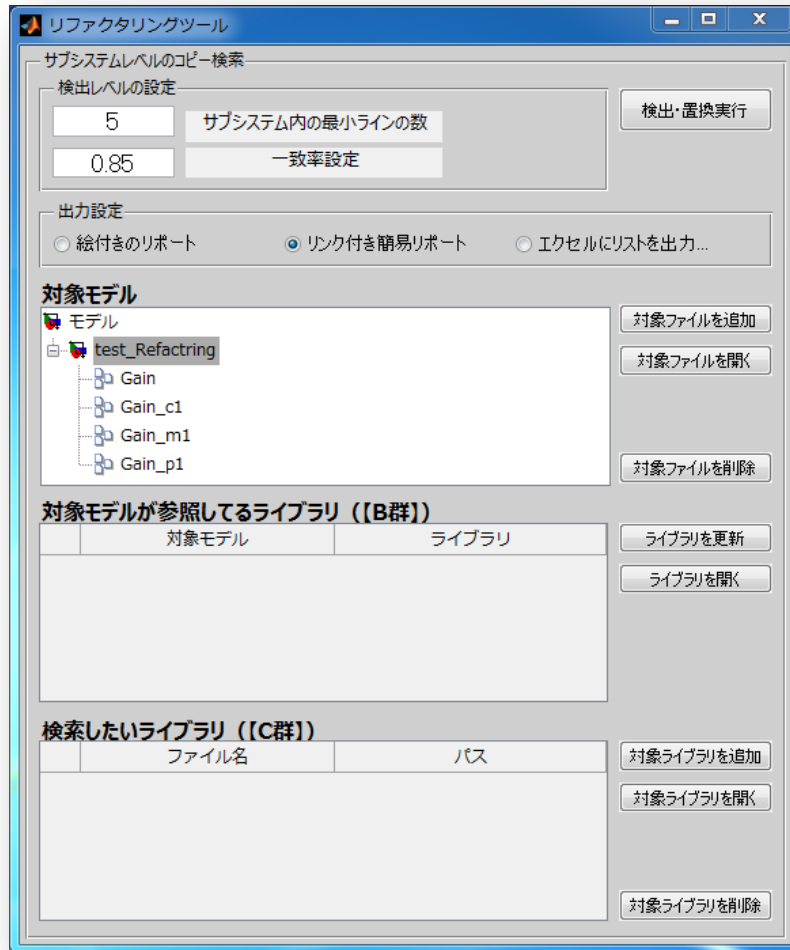 リファクタリングツール
サブシステムレベルのコピー検索
検出レベルの設定
5 サブシステム内の最小ラインの数
0.85 一致率設定
検出・置換実行
出力設定
絵付きのリポート リンク付き簡易リポート エクセルにリストを出力...
対象モデル
モデル
test_Refactring
Gain
Gain_c1
Gain_m1
Gain_p1
対象ファイルを追加
対象ファイルを開く
対象ファイルを削除
対象モデルが参照してるライブラリ（【B群】）
対象モデル ライブラリ
ライブラリを更新
ライブラリを開く
検索したいライブラリ（【C群】）
ファイル名 パス
対象ライブラリを追加
対象ライブラリを開く
対象ライブラリを削除